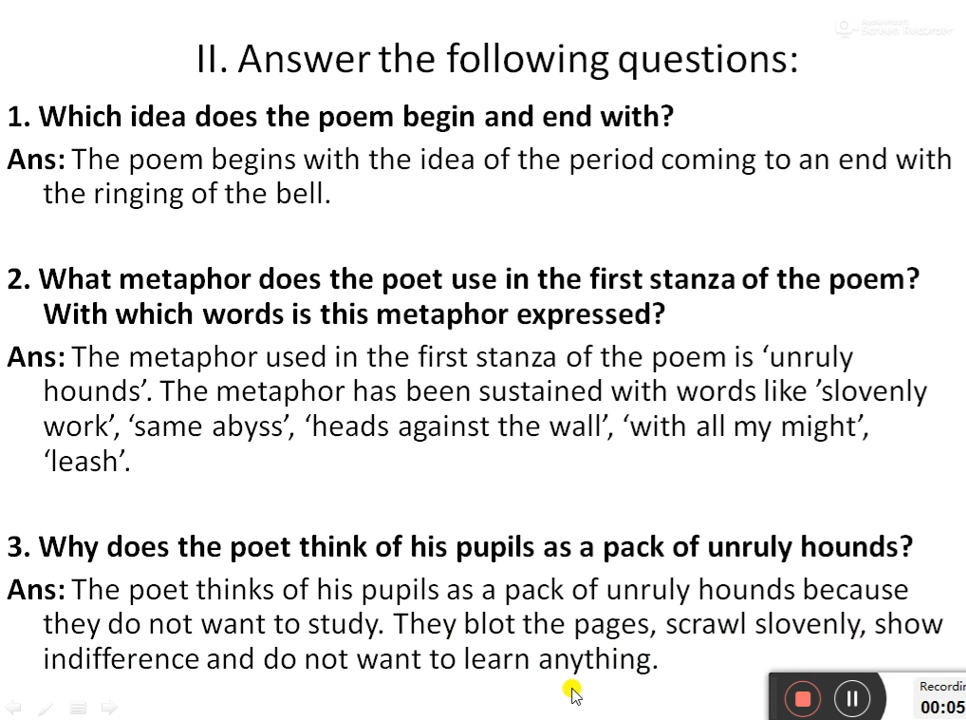 II. Answer the following questions:
1. Which idea does the poem begin and end with?
Ans: The poem begins with the idea of the period coming to an end with
the ringing of the bell.
2. What metaphor does the poet use in the first stanza of the poem?
With which words is this metaphor expressed?
Ans: The metaphor used in the first stanza of the poem is ‘unruly
hounds’. The metaphor has been sustained with words like ’slovenly
work’, ‘same abyss’, ‘heads against the wall’, ‘with all my might’,
‘leash’.
3. Why does the poet think of his pupils as a pack of unruly hounds?
Ans: The poet thinks of his pupils as a pack of unruly hounds because
they do not want to study. They blot the pages, scrawl slovenly, show
indifference and do not want to learn anything.
Screen Recorder
Recordin
00:05